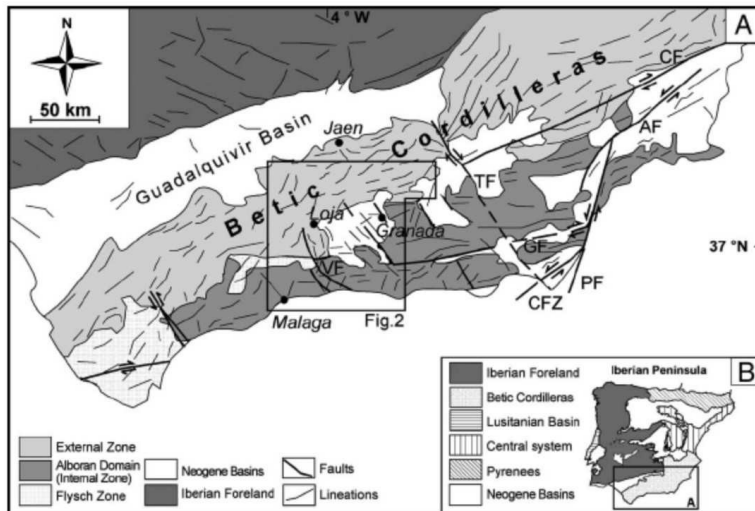 4 ° W
A
N
50 km
CF
Betic Cordilleras
Guadalquivir Basin
Jaen
AF
TF
Loja
Granada
GF
37 °N
VF
PF
CFZ
Malaga
Fig.2
B
Iberian Foreland
Iberian Peninsula
Betic Cordilleras
Lusitanian Basin
Central system
Pyrenees
Neogene Basins
A
External Zone
Alboran Domain
(Internal Zone)
Flysch Zone
Neogene Basins
Iberian Foreland
Faults
Lineations